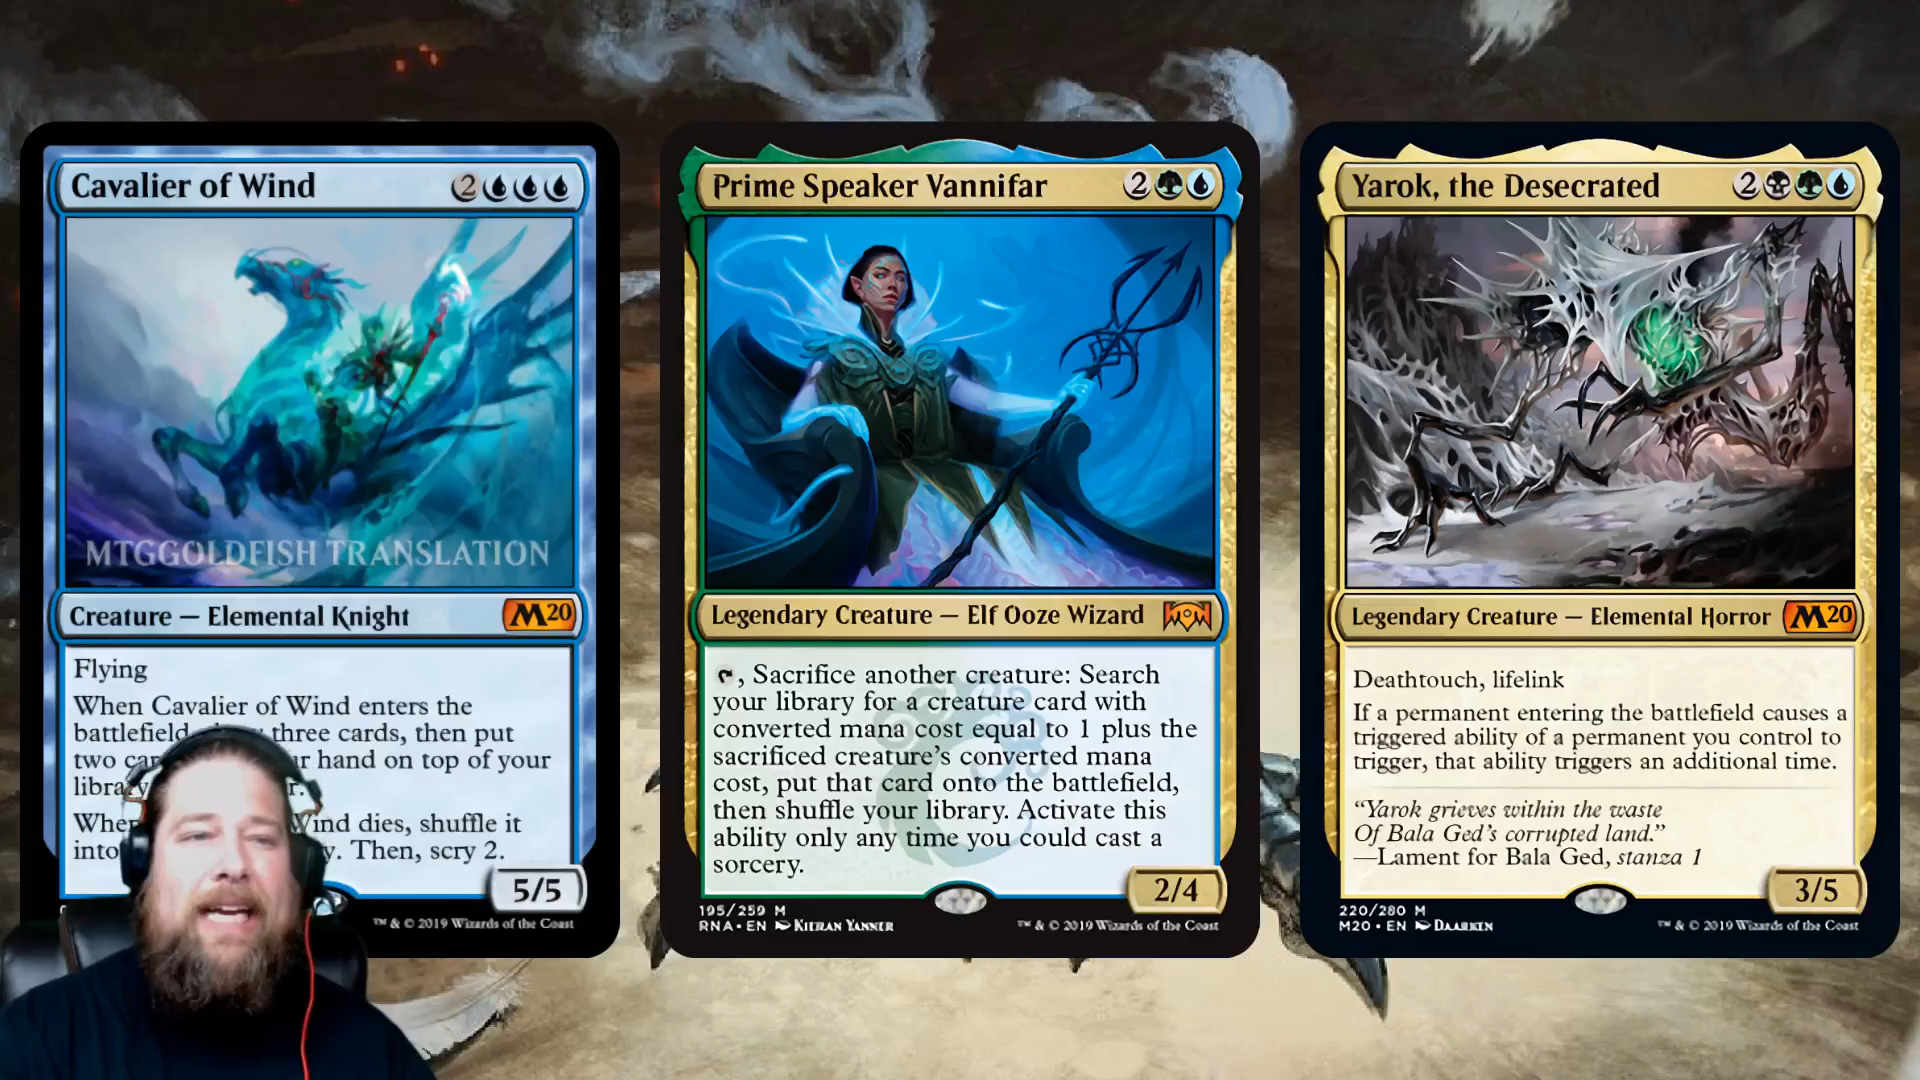 Cavalier of Wind 2
MTGGOLDFISH TRANSLATION
Creature — Elemental Knight M20
Flying
When Cavalier of Wind enters the
battlefield, three cards, then put
two hand on top of your
r.
Wind dies, shuffle it
into Then, scry 2.
5/5
™ & © 2019 Wizards of the Coast
Prime Speaker Vannifar 2
Legendary Creature — Elf Ooze Wizard
, Sacrifice another creature: Search
your library for a creature card with
converted mana cost equal to 1 plus the
sacrificed creature's converted mana
cost, put that card onto the battlefield,
then shuffle your library. Activate this
ability only any time you could cast a
sorcery.
2/4
195/259 M
RNA • EN Kieran Yanner ™ & © 2019 Wizards of the Coast
Yarok, the Desecrated 2
Legendary Creature — Elemental Horror M20
Deathtouch, lifelink
If a permanent entering the battlefield causes a
triggered ability of a permanent you control to
trigger, that ability triggers an additional time.
“Yarok grieves within the waste
Of Bala Ged's corrupted land.”
—Lament for Bala Ged, stanza 1
3/5
220/280 M
M20 • EN Daarken ™ & © 2019 Wizards of the Coast